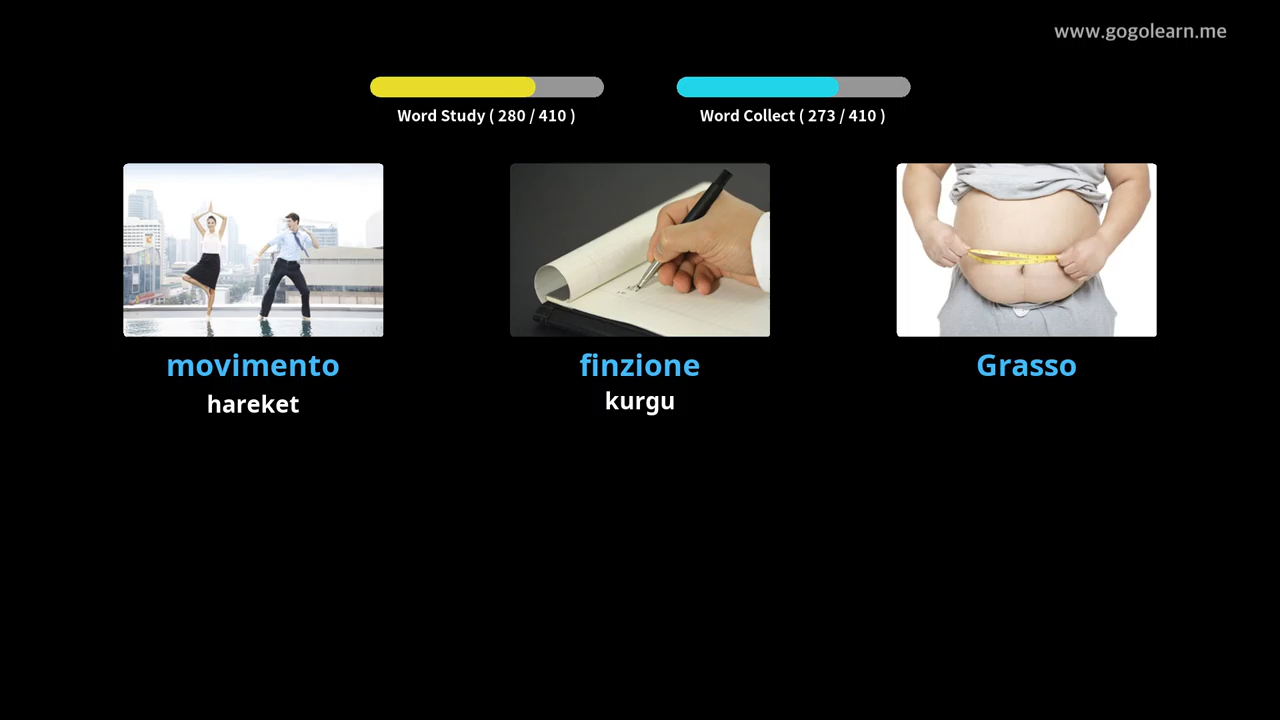 www.gogolearn.me
Word Study ( 280 / 410 )
Word Collect ( 273 / 410 )
movimento
finzione
Grasso
hareket
kurgu